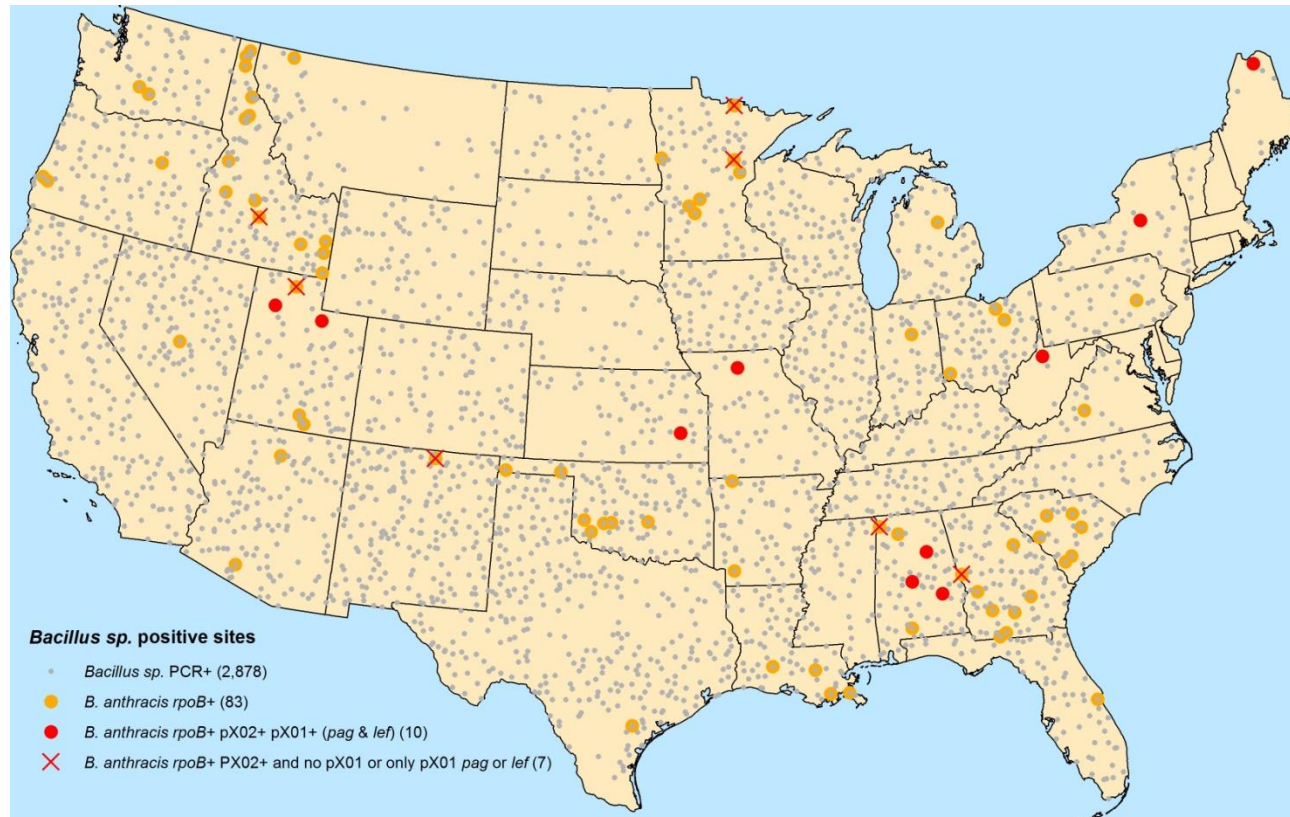 Bacillus sp. positive sites
Bacillus sp. PCR+ (2,878)
B. anthracis rpoB+ (83)
B. anthracis rpoB+ pX02+ pX01+ (pag & lef) (10)
B. anthracis rpoB+ PX02+ and no pX01 or only pX01 pag or lef (7)